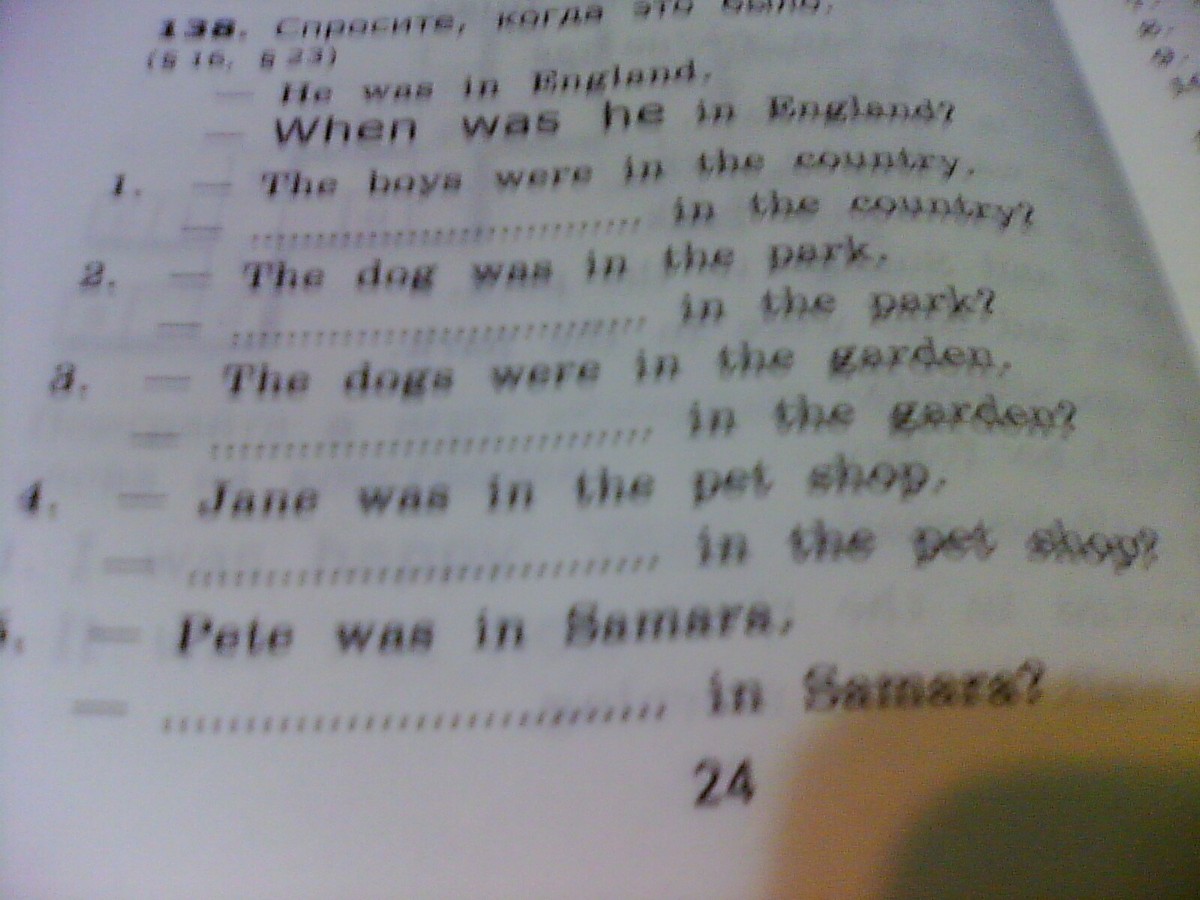 138. Спросите, когда это было.
(§ 16, § 23)
— He was in England.
— When was he in England?
1. — The boys were in the country.
— .............................. in the country?
2. — The dog was in the park.
— .............................. in the park?
3. — The dogs were in the garden.
— .............................. in the garden?
4. — Jane was in the pet shop.
— .............................. in the pet shop?
5. — Pete was in Samara.
— .............................. in Samara?
24